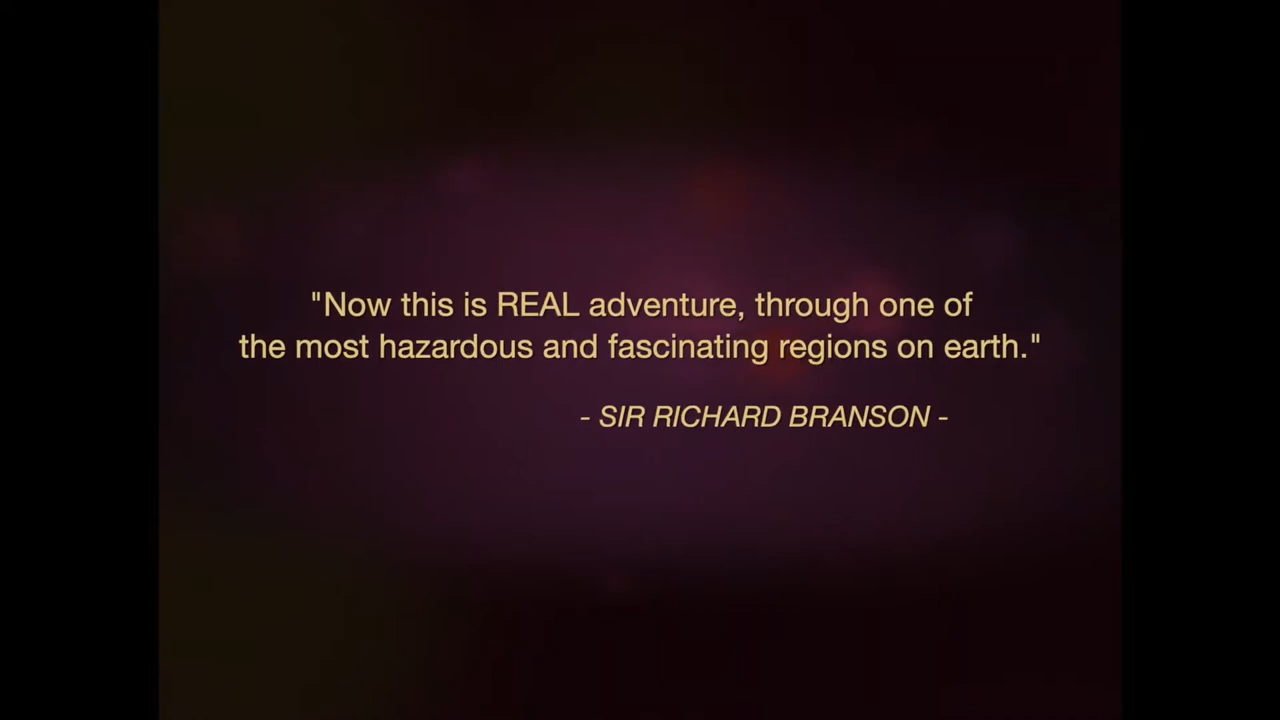 "Now this is REAL adventure, through one of
the most hazardous and fascinating regions on earth."
- SIR RICHARD BRANSON -